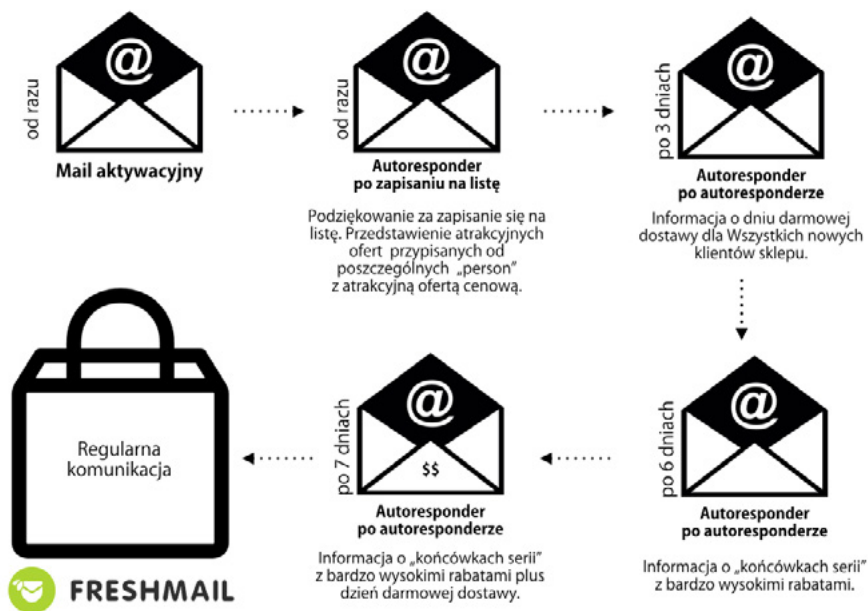 @
od razu
Mail aktywacyjny
@
od razu
Autoresponder
po zapisaniu na listę
Podziękowanie za zapisanie się na
listę. Przedstawienie atrakcyjnych
ofert przypisanych od
poszczególnych „person”
z atrakcyjną ofertą cenową.
@
po 3 dniach
Autoresponder
po autoresponderze
Informacja o dniu darmowej
dostawy dla Wszystkich nowych
klientów sklepu.
@
po 6 dniach
Autoresponder
po autoresponderze
Informacja o „końcówkach serii”
z bardzo wysokimi rabatami.
@
po 7 dniach
$$
Autoresponder
po autoresponderze
Informacja o „końcówkach serii”
z bardzo wysokimi rabatami plus
dzień darmowej dostawy.
Regularna
komunikacja
FRESHMAIL